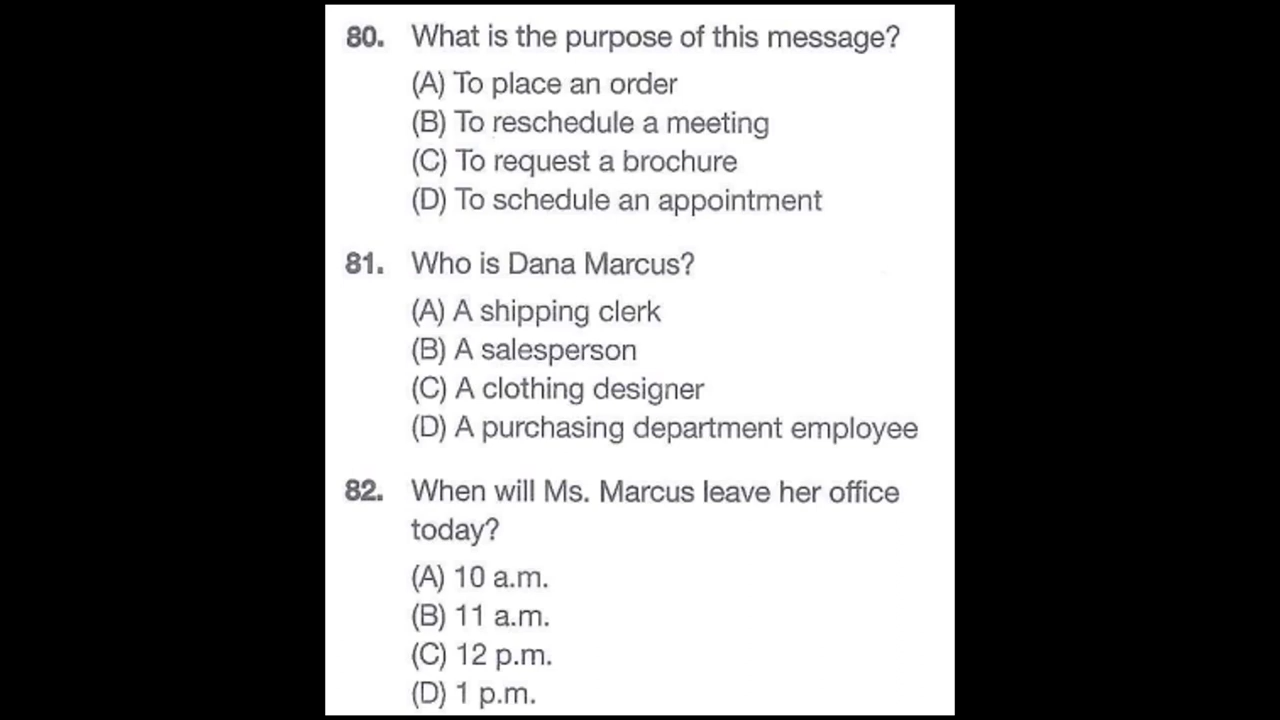 80. What is the purpose of this message?
(A) To place an order
(B) To reschedule a meeting
(C) To request a brochure
(D) To schedule an appointment
81. Who is Dana Marcus?
(A) A shipping clerk
(B) A salesperson
(C) A clothing designer
(D) A purchasing department employee
82. When will Ms. Marcus leave her office
today?
(A) 10 a.m.
(B) 11 a.m.
(C) 12 p.m.
(D) 1 p.m.